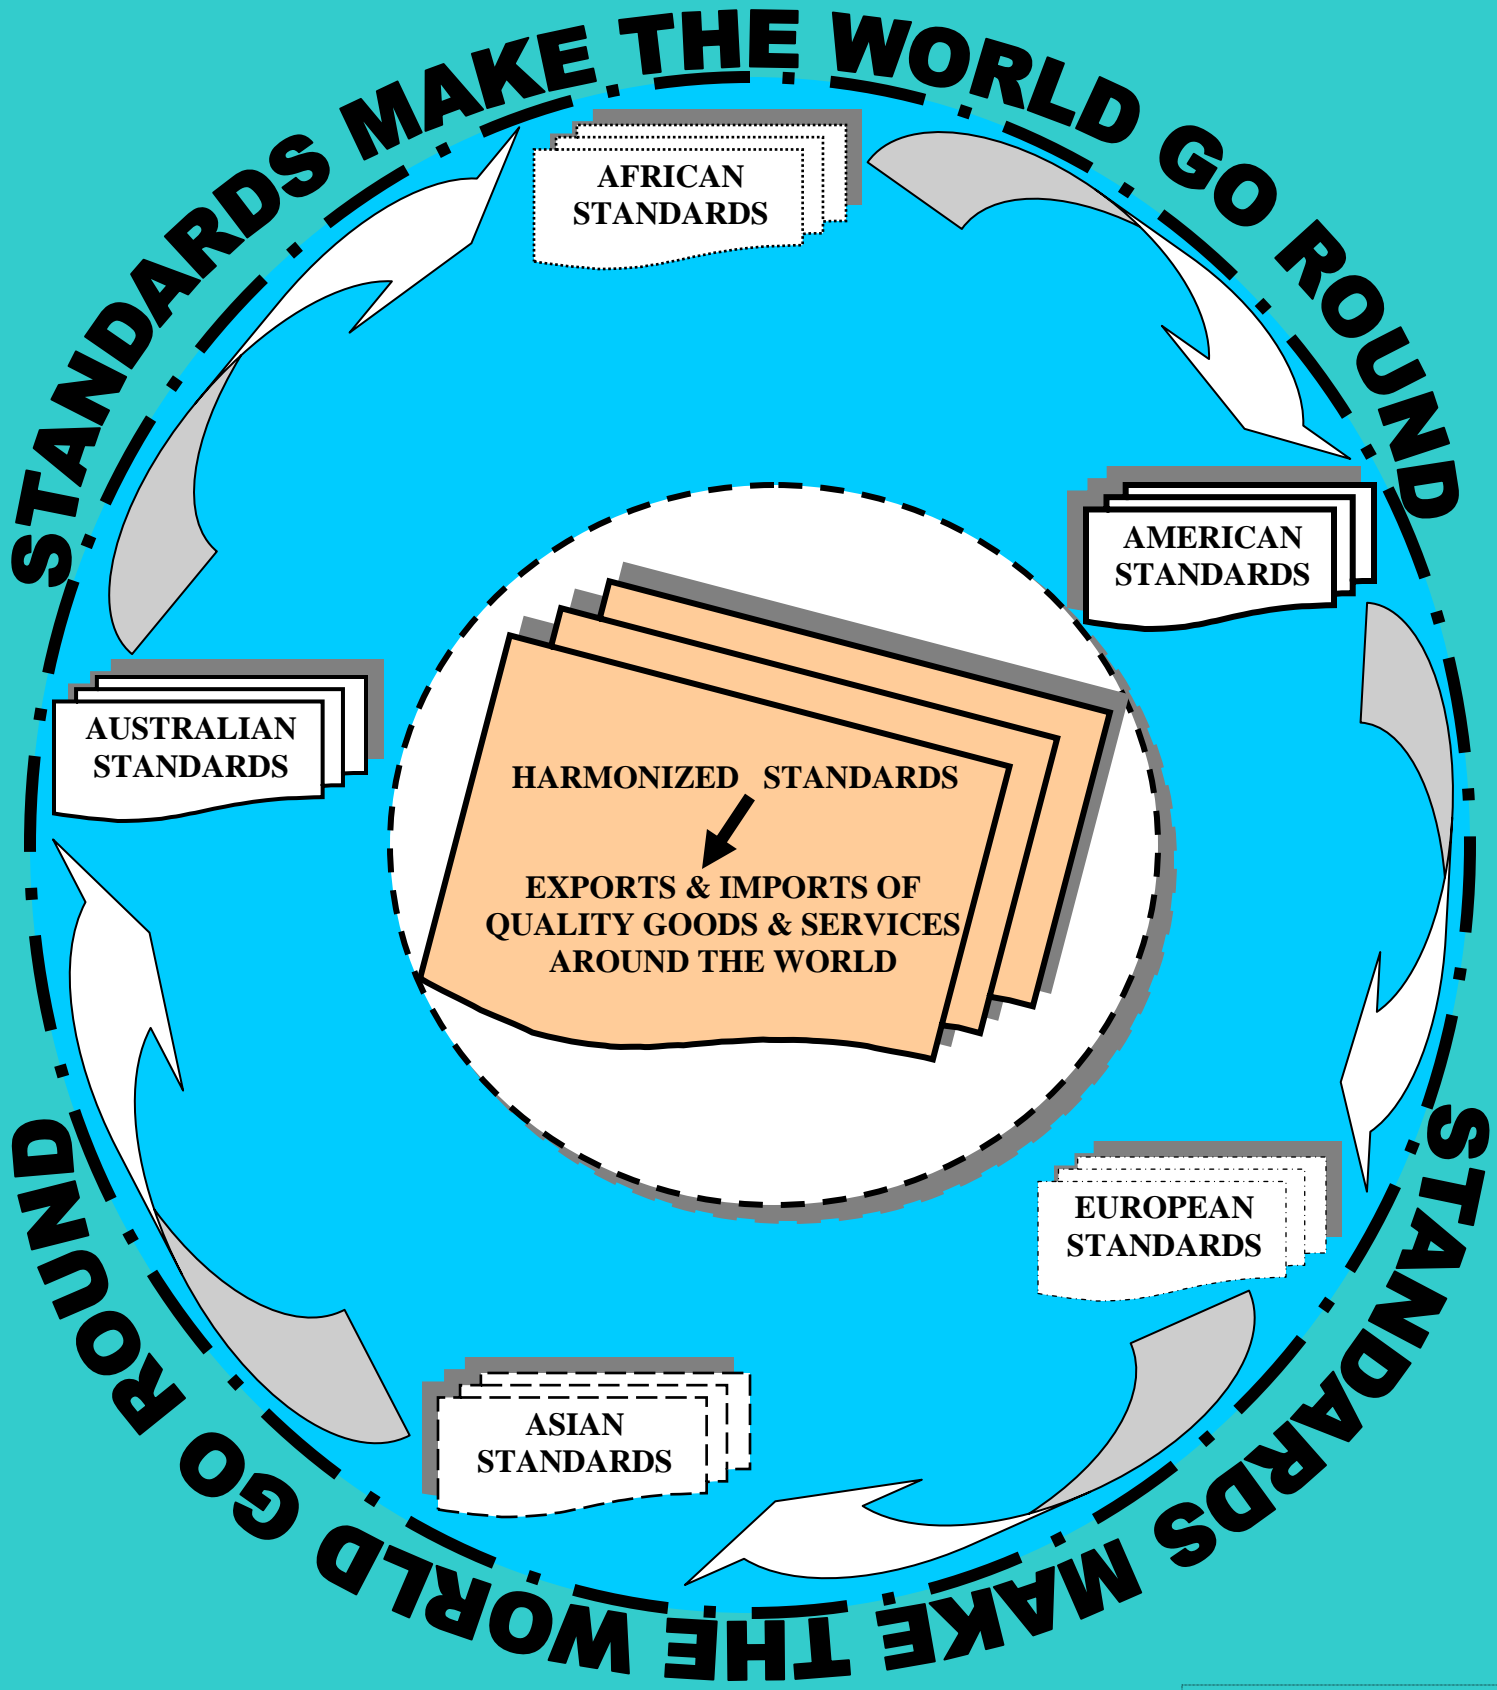 STANDARDS MAKE THE WORLD GO ROUND
AFRICAN
STANDARDS
AMERICAN
STANDARDS
AUSTRALIAN
STANDARDS
HARMONIZED STANDARDS
EXPORTS & IMPORTS OF
QUALITY GOODS & SERVICES
AROUND THE WORLD
EUROPEAN
STANDARDS
ASIAN
STANDARDS
STANDARDS MAKE THE WORLD GO ROUND